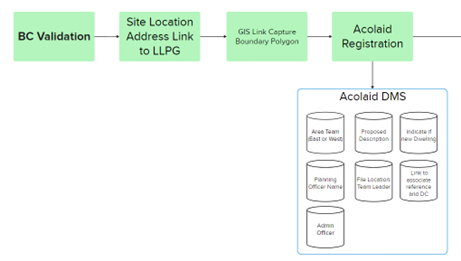 BC Validation
Site Location
Address Link
to LLPG
GIS Link Capture
Boundary Polygon
Acolaid
Registration
Acolaid DMS
Area Team
(East or West)
Proposed
Description
Indicate if
new Dwelling
Planning
Officer Name
File Location
Team Leader
Link to
associate
reference
and DC
Admin
Officer